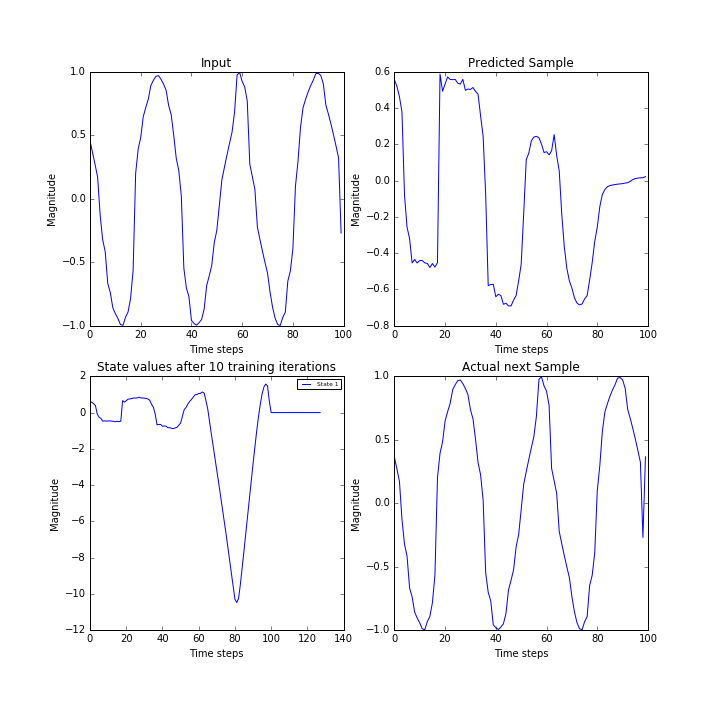 Input
Magnitude
1.0
0.5
0.0
−0.5
−1.0
0 20 40 60 80 100
Time steps
Predicted Sample
Magnitude
0.6
0.4
0.2
0.0
−0.2
−0.4
−0.6
−0.8
0 20 40 60 80 100
Time steps
State values after 10 training iterations
State 1
Magnitude
2
0
−2
−4
−6
−8
−10
−12
0 20 40 60 80 100 120 140
Time steps
Actual next Sample
Magnitude
1.0
0.5
0.0
−0.5
−1.0
0 20 40 60 80 100
Time steps